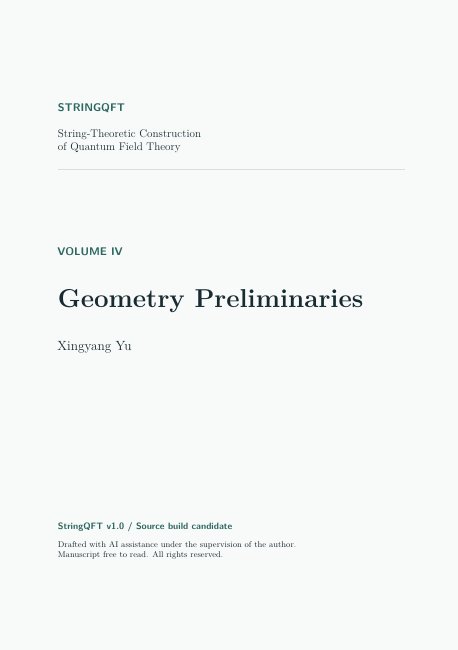 STRINGQFT
String-Theoretic Construction
of Quantum Field Theory
VOLUME IV
Geometry Preliminaries
Xingyang Yu
StringQFT v1.0 / Source build candidate
Drafted with AI assistance under the supervision of the author.
Manuscript free to read. All rights reserved.